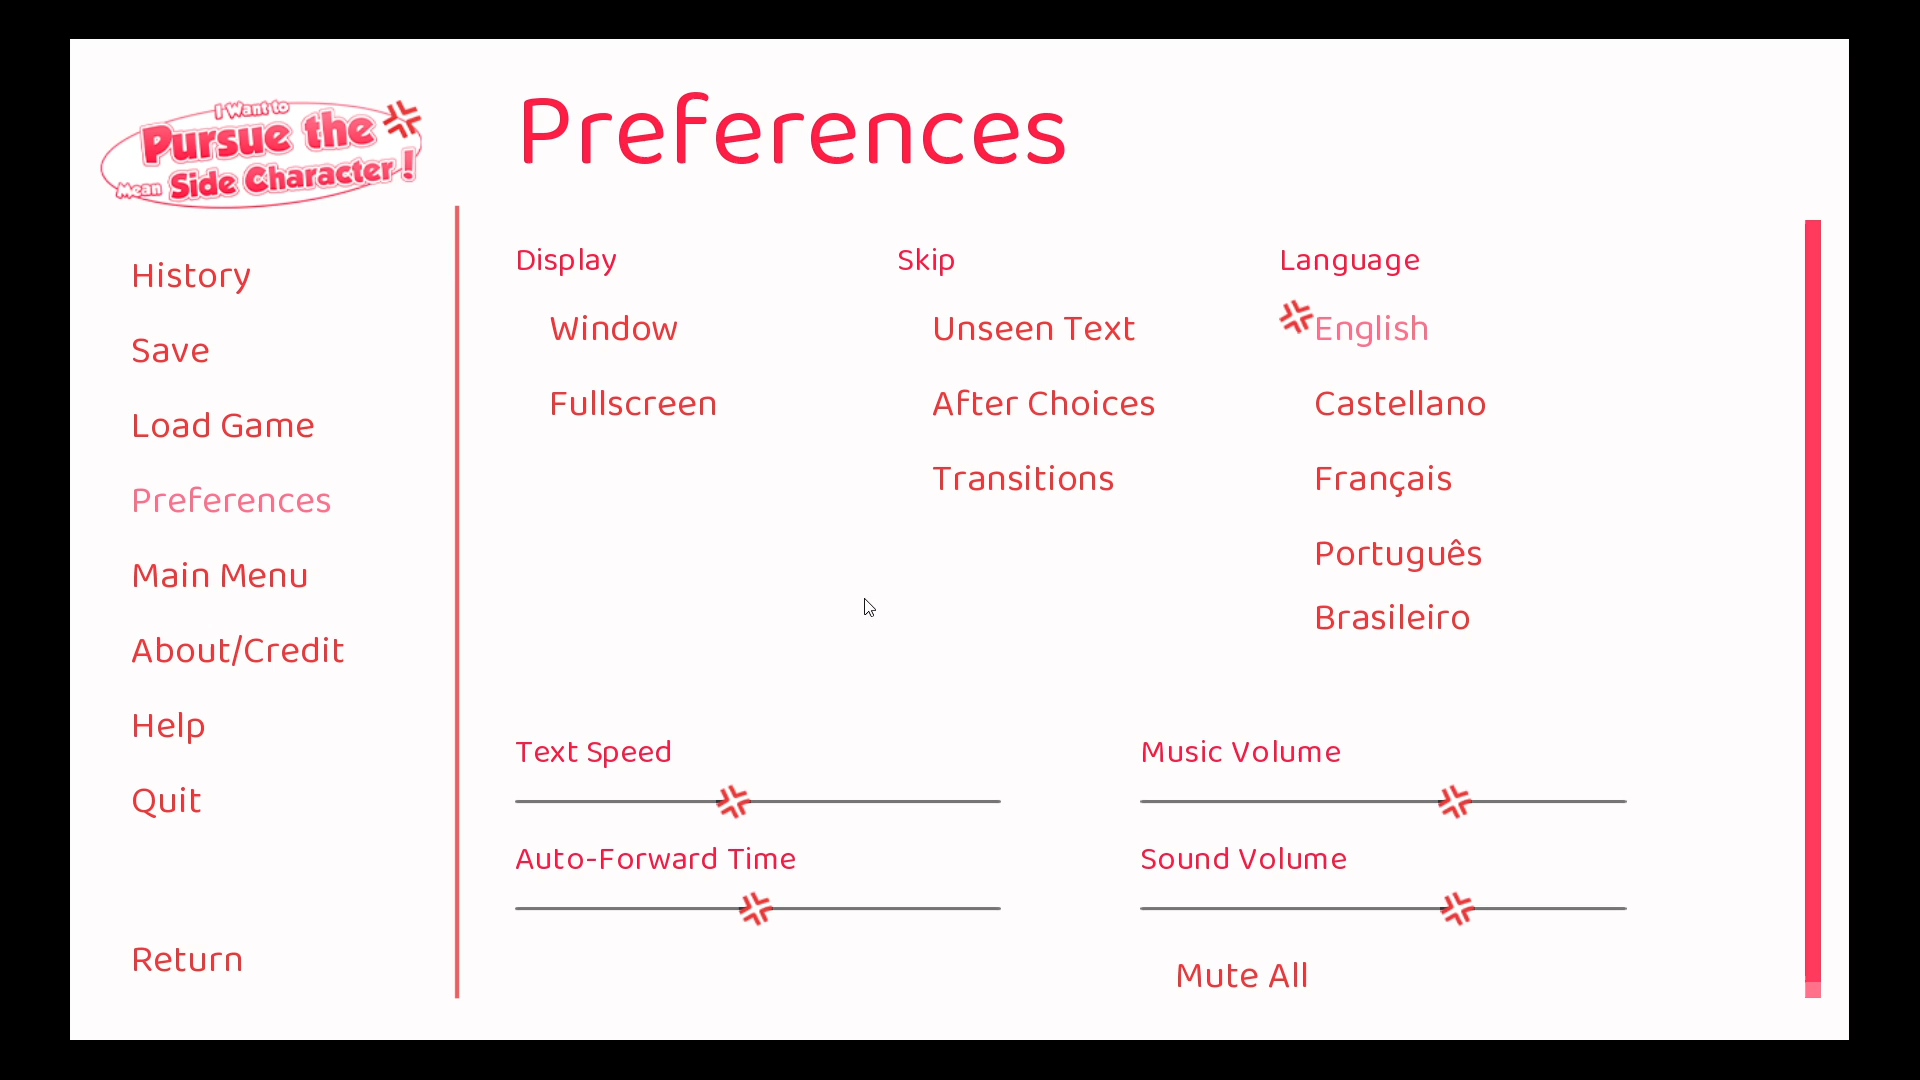 I Want to
Pursue the
Mean Side Character!
Preferences
History
Save
Load Game
Preferences
Main Menu
About/Credit
Help
Quit
Return
Display
Window
Fullscreen
Skip
Unseen Text
After Choices
Transitions
Language
English
Castellano
Français
Português
Brasileiro
Text Speed
Auto-Forward Time
Music Volume
Sound Volume
Mute All